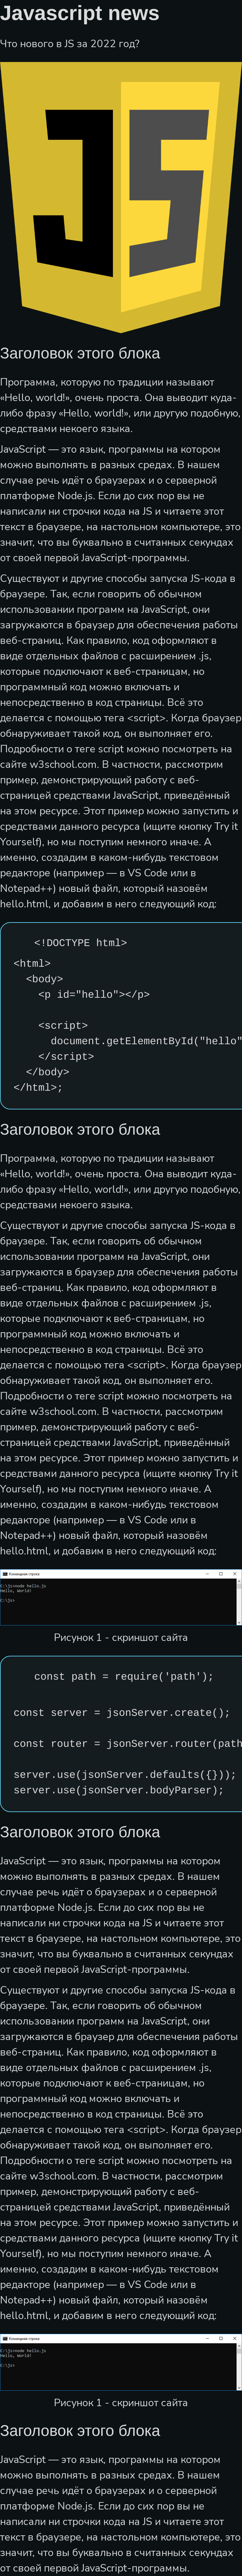 Javascript news
Что нового в JS за 2022 год?
JS
Заголовок этого блока
Программа, которую по традиции называют
«Hello, world!», очень проста. Она выводит куда-
либо фразу «Hello, world!», или другую подобную,
средствами некоего языка.
JavaScript — это язык, программы на котором
можно выполнять в разных средах. В нашем
случае речь идёт о браузерах и о серверной
платформе Node.js. Если до сих пор вы не
написали ни строчки кода на JS и читаете этот
текст в браузере, на настольном компьютере, это
значит, что вы буквально в считанных секундах
от своей первой JavaScript-программы.
Существуют и другие способы запуска JS-кода в
браузере. Так, если говорить об обычном
использовании программ на JavaScript, они
загружаются в браузер для обеспечения работы
веб-страниц. Как правило, код оформляют в
виде отдельных файлов с расширением .js,
которые подключают к веб-страницам, но
программный код можно включать и
непосредственно в код страницы. Всё это
делается с помощью тега <script>. Когда браузер
обнаруживает такой код, он выполняет его.
Подробности о теге script можно посмотреть на
сайте w3school.com. В частности, рассмотрим
пример, демонстрирующий работу с веб-
страницей средствами JavaScript, приведённый
на этом ресурсе. Этот пример можно запустить и
средствами данного ресурса (ищите кнопку Try it
Yourself), но мы поступим немного иначе. А
именно, создадим в каком-нибудь текстовом
редакторе (например — в VS Code или в
Notepad++) новый файл, который назовём
hello.html, и добавим в него следующий код:
<!DOCTYPE html>
<html>
<body>
<p id="hello"></p>
<script>
document.getElementById("hello"
</script>
</body>
</html>;
Заголовок этого блока
Программа, которую по традиции называют
«Hello, world!», очень проста. Она выводит куда-
либо фразу «Hello, world!», или другую подобную,
средствами некоего языка.
Существуют и другие способы запуска JS-кода в
браузере. Так, если говорить об обычном
использовании программ на JavaScript, они
загружаются в браузер для обеспечения работы
веб-страниц. Как правило, код оформляют в
виде отдельных файлов с расширением .js,
которые подключают к веб-страницам, но
программный код можно включать и
непосредственно в код страницы. Всё это
делается с помощью тега <script>. Когда браузер
обнаруживает такой код, он выполняет его.
Подробности о теге script можно посмотреть на
сайте w3school.com. В частности, рассмотрим
пример, демонстрирующий работу с веб-
страницей средствами JavaScript, приведённый
на этом ресурсе. Этот пример можно запустить и
средствами данного ресурса (ищите кнопку Try it
Yourself), но мы поступим немного иначе. А
именно, создадим в каком-нибудь текстовом
редакторе (например — в VS Code или в
Notepad++) новый файл, который назовём
hello.html, и добавим в него следующий код:
Командная строка
C:\js>node hello.js
Hello, World!
C:\js>
Рисунок 1 - скриншот сайта
const path = require('path');
const server = jsonServer.create();
const router = jsonServer.router(path
server.use(jsonServer.defaults({}));
server.use(jsonServer.bodyParser);
Заголовок этого блока
JavaScript — это язык, программы на котором
можно выполнять в разных средах. В нашем
случае речь идёт о браузерах и о серверной
платформе Node.js. Если до сих пор вы не
написали ни строчки кода на JS и читаете этот
текст в браузере, на настольном компьютере, это
значит, что вы буквально в считанных секундах
от своей первой JavaScript-программы.
Существуют и другие способы запуска JS-кода в
браузере. Так, если говорить об обычном
использовании программ на JavaScript, они
загружаются в браузер для обеспечения работы
веб-страниц. Как правило, код оформляют в
виде отдельных файлов с расширением .js,
которые подключают к веб-страницам, но
программный код можно включать и
непосредственно в код страницы. Всё это
делается с помощью тега <script>. Когда браузер
обнаруживает такой код, он выполняет его.
Подробности о теге script можно посмотреть на
сайте w3school.com. В частности, рассмотрим
пример, демонстрирующий работу с веб-
страницей средствами JavaScript, приведённый
на этом ресурсе. Этот пример можно запустить и
средствами данного ресурса (ищите кнопку Try it
Yourself), но мы поступим немного иначе. А
именно, создадим в каком-нибудь текстовом
редакторе (например — в VS Code или в
Notepad++) новый файл, который назовём
hello.html, и добавим в него следующий код:
Командная строка
C:\js>node hello.js
Hello, World!
C:\js>
Рисунок 1 - скриншот сайта
Заголовок этого блока
JavaScript — это язык, программы на котором
можно выполнять в разных средах. В нашем
случае речь идёт о браузерах и о серверной
платформе Node.js. Если до сих пор вы не
написали ни строчки кода на JS и читаете этот
текст в браузере, на настольном компьютере, это
значит, что вы буквально в считанных секундах
от своей первой JavaScript-программы.